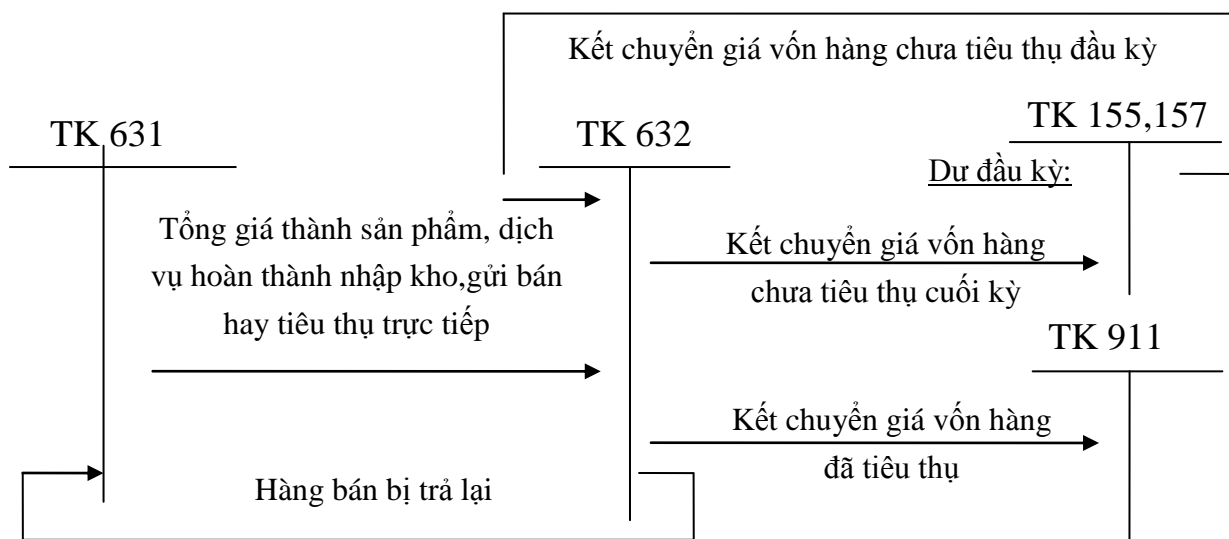 Kết chuyển giá vốn hàng chưa tiêu thụ đầu kỳ
TK 631
TK 632
TK 155,157
Dư đầu kỳ:
Tổng giá thành sản phẩm, dịch
vụ hoàn thành nhập kho,gửi bán
hay tiêu thụ trực tiếp
Kết chuyển giá vốn hàng
chưa tiêu thụ cuối kỳ
TK 911
Kết chuyển giá vốn hàng
đã tiêu thụ
Hàng bán bị trả lại